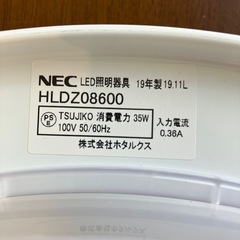 NEC LED照明器具 19年製 19.11L
HLDZ08600
PS E TSUJIKO 消費電力 35W
100V 50/60Hz
入力電流
0.36A
株式会社ホタルクス